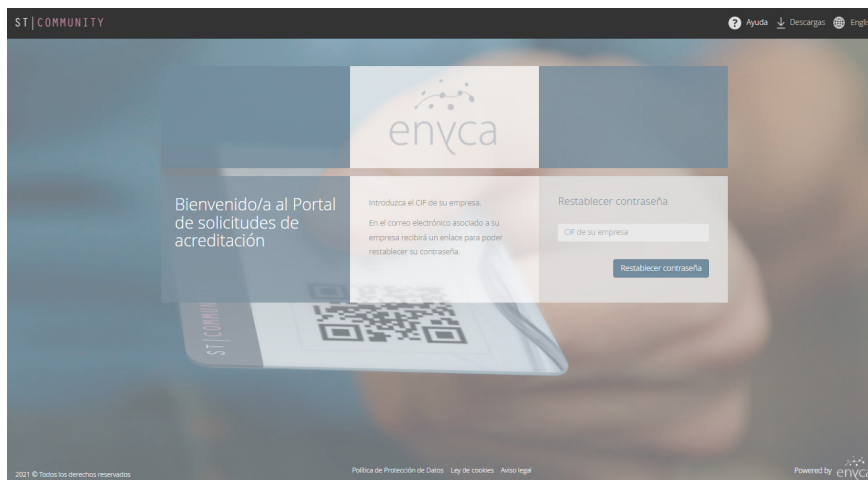 ST|COMMUNITY
? Ayuda Descargas
enyca
Bienvenido/a al Portal
de solicitudes de
acreditación
Introduzca el CIF de su empresa.
En el correo electrónico asociado a su
empresa recibirá un enlace para poder
restablecer su contraseña.
Restablecer contraseña
CIF de su empresa
Restablecer contraseña
ST|COMMUN
2021 © Todos los derechos reservados
Política de Protección de Datos Ley de cookies Aviso legal
Powered by enyca